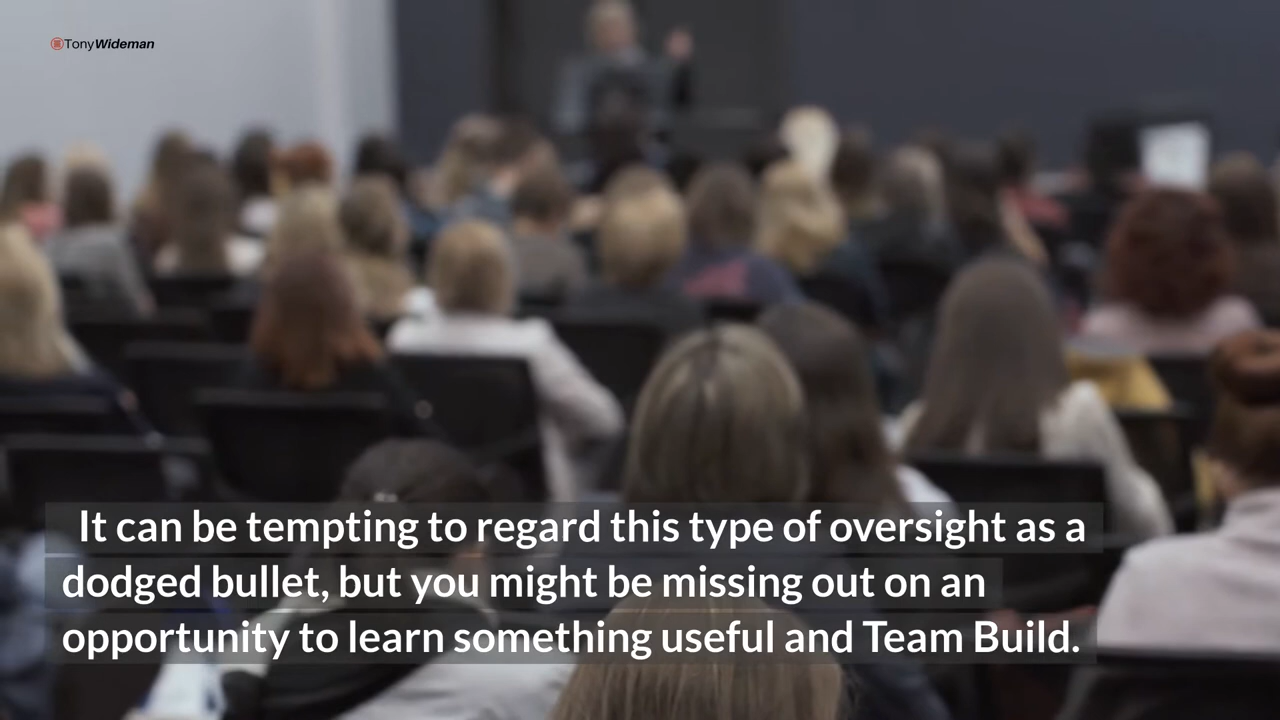 TonyWideman
It can be tempting to regard this type of oversight as a
dodged bullet, but you might be missing out on an
opportunity to learn something useful and Team Build.